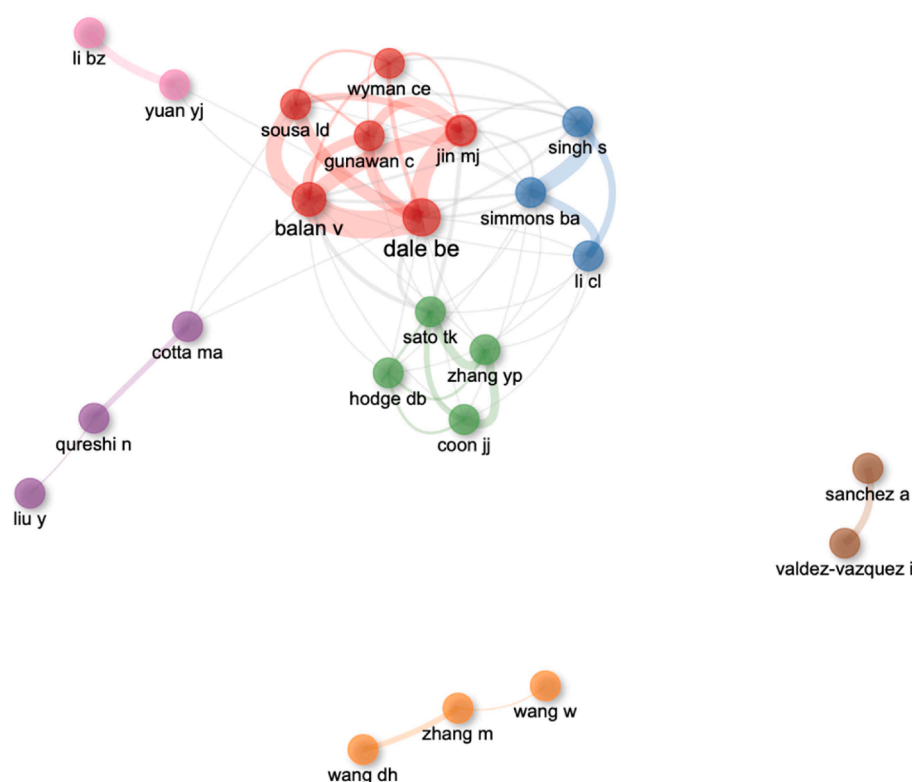 li bz
yuan yj
wyman ce
sousa ld
gunawan c
jin mj
singh s
balan v
dale be
simmons ba
li cl
sato tk
cotta ma
zhang yp
hodge db
coon jj
qureshi n
liu y
sanchez a
valdez-vazquez i
wang w
zhang m
wang dh